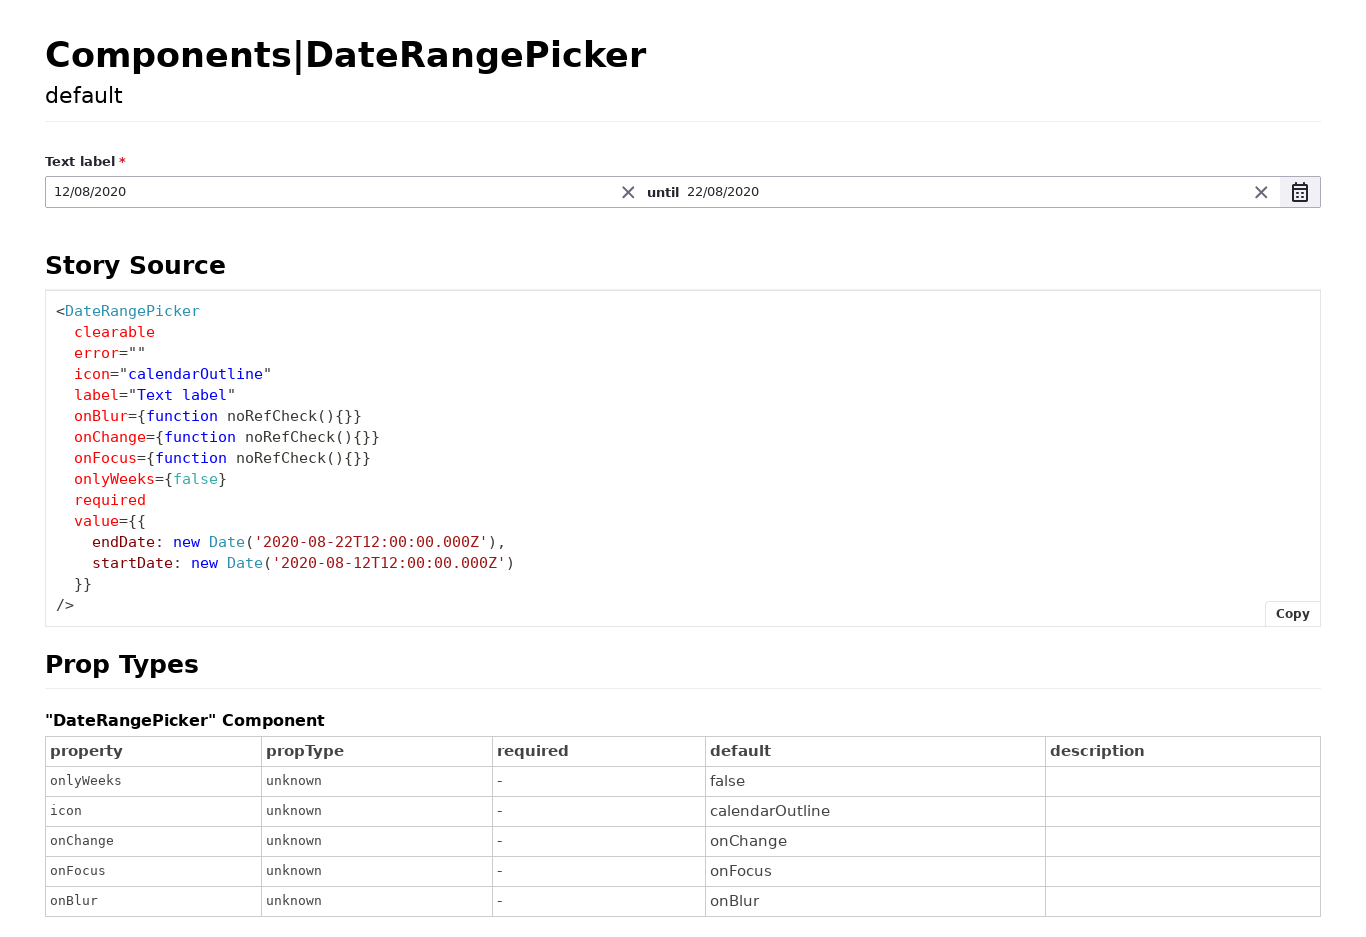 Components|DateRangePicker
default
Text label *
12/08/2020 until 22/08/2020
Story Source
<DateRangePicker
  clearable
  error=""
  icon="calendarOutline"
  label="Text label"
  onBlur={function noRefCheck(){}}
  onChange={function noRefCheck(){}}
  onFocus={function noRefCheck(){}}
  onlyWeeks={false}
  required
  value={{
    endDate: new Date('2020-08-22T12:00:00.000Z'),
    startDate: new Date('2020-08-12T12:00:00.000Z')
  }}
/>
Copy
Prop Types
"DateRangePicker" Component
property propType required default description
onlyWeeks unknown - false
icon unknown - calendarOutline
onChange unknown - onChange
onFocus unknown - onFocus
onBlur unknown - onBlur